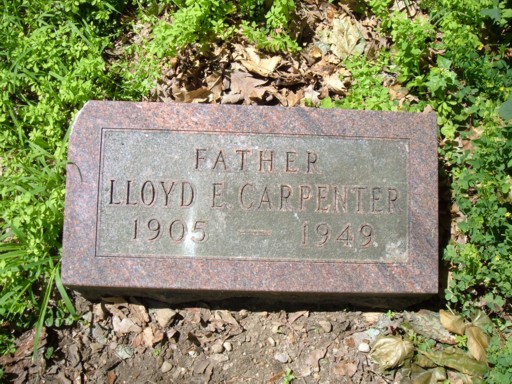 FATHER
LLOYD E. CARPENTER
1905 — 1949